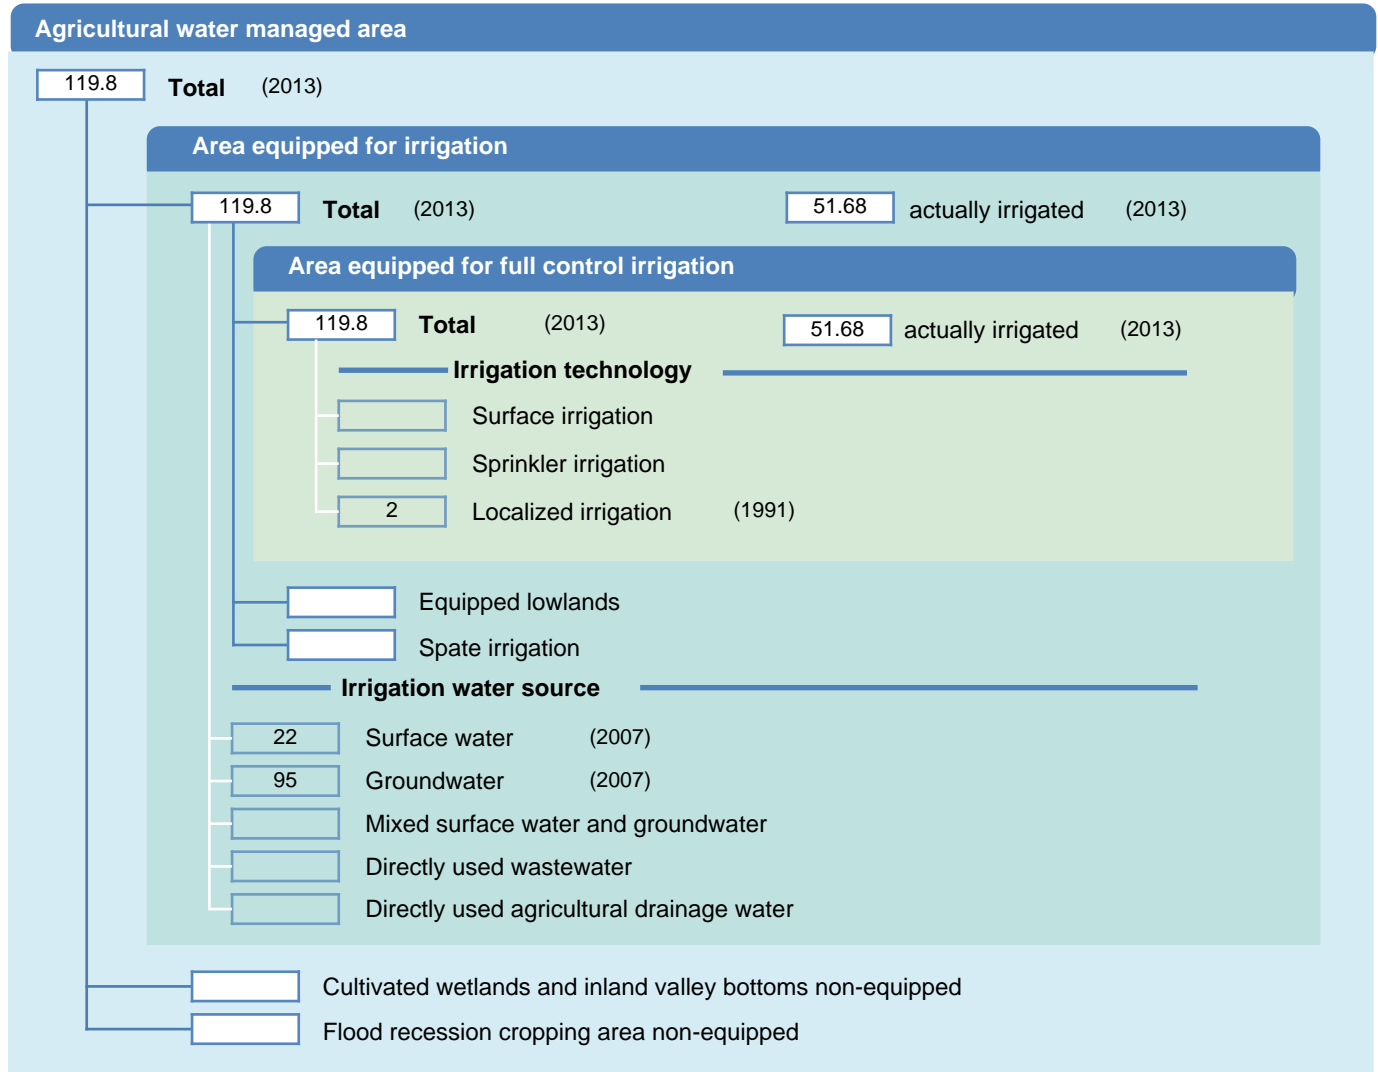 Agricultural water managed area
119.8 Total (2013)
Area equipped for irrigation
119.8 Total (2013) 51.68 actually irrigated (2013)
Area equipped for full control irrigation
119.8 Total (2013) 51.68 actually irrigated (2013)
Irrigation technology
Surface irrigation
Sprinkler irrigation
2 Localized irrigation (1991)
Equipped lowlands
Spate irrigation
Irrigation water source
22 Surface water (2007)
95 Groundwater (2007)
Mixed surface water and groundwater
Directly used wastewater
Directly used agricultural drainage water
Cultivated wetlands and inland valley bottoms non-equipped
Flood recession cropping area non-equipped